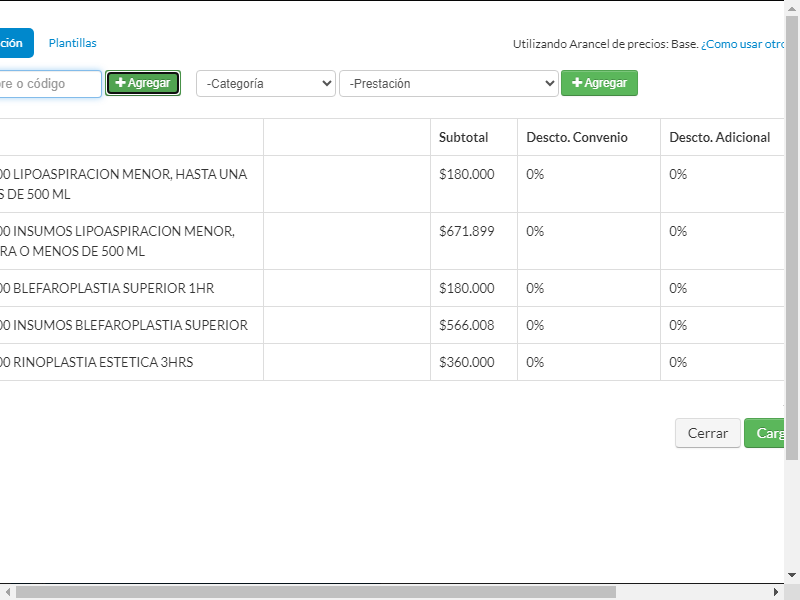 ción
Plantillas
Utilizando Arancel de precios: Base. ¿Como usar otro
re o código
Agregar
-Categoría
-Prestación
Agregar
Subtotal
Descto. Convenio
Descto. Adicional
00 LIPOASPIRACION MENOR, HASTA UNA
S DE 500 ML
$180.000
0%
0%
00 INSUMOS LIPOASPIRACION MENOR,
RA O MENOS DE 500 ML
$671.899
0%
0%
00 BLEFAROPLASTIA SUPERIOR 1HR
$180.000
0%
0%
00 INSUMOS BLEFAROPLASTIA SUPERIOR
$566.008
0%
0%
00 RINOPLASTIA ESTETICA 3HRS
$360.000
0%
0%
Cerrar
Carg